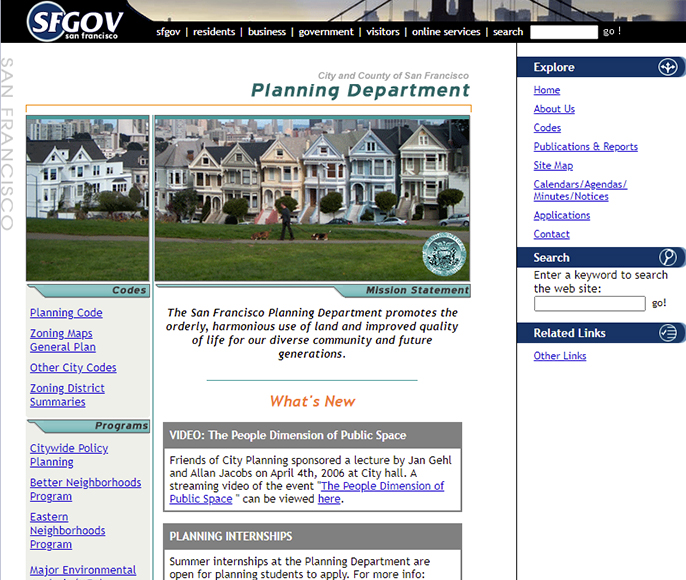 SFGOV
san francisco
sfgov | residents | business | government | visitors | online services | search
go !
SAN FRANCISCO
City and County of San Francisco
Planning Department
Codes
Planning Code
Zoning Maps
General Plan
Other City Codes
Zoning District
Summaries
Programs
Citywide Policy
Planning
Better Neighborhoods
Program
Eastern
Neighborhoods
Program
Major Environmental
Mission Statement
The San Francisco Planning Department promotes the
orderly, harmonious use of land and improved quality
of life for our diverse community and future
generations.
What's New
VIDEO: The People Dimension of Public Space
Friends of City Planning sponsored a lecture by Jan Gehl
and Allan Jacobs on April 4th, 2006 at City hall. A
streaming video of the event "The People Dimension of
Public Space " can be viewed here.
PLANNING INTERNSHIPS
Summer internships at the Planning Department are
open for planning students to apply. For more info:
Explore
Home
About Us
Codes
Publications & Reports
Site Map
Calendars/Agendas/
Minutes/Notices
Applications
Contact
Search
Enter a keyword to search
the web site:
go!
Related Links
Other Links